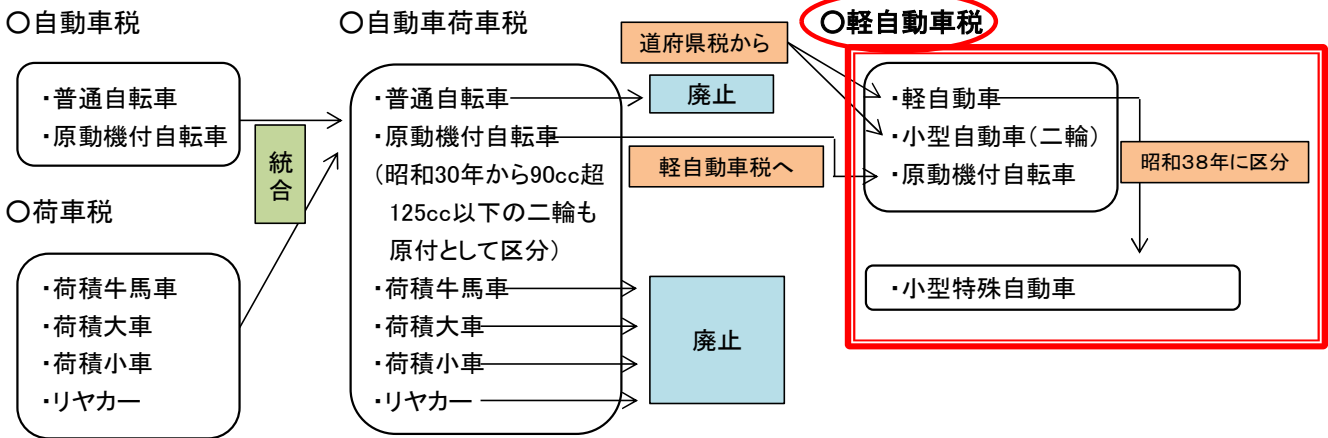 〇自動車税
・普通自転車
・原動機付自転車
〇荷車税
・荷積牛馬車
・荷積大車
・荷積小車
・リヤカー
統合
〇自動車荷車税
・普通自転車
・原動機付自転車
(昭和30年から90cc超
125cc以下の二輪も
原付として区分)
・荷積牛馬車
・荷積大車
・荷積小車
・リヤカー
道府県税から
廃止
軽自動車税へ
廃止
〇軽自動車税
・軽自動車
・小型自動車(二輪)
・原動機付自転車
昭和38年に区分
・小型特殊自動車